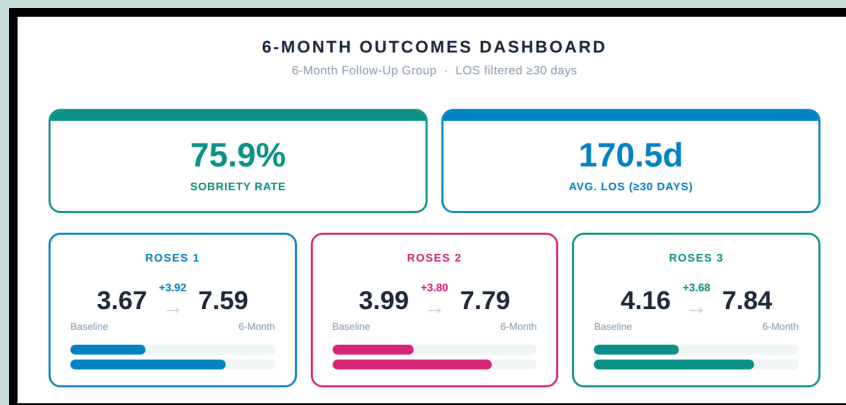 6-MONTH OUTCOMES DASHBOARD
6-Month Follow-Up Group · LOS filtered ≥30 days
75.9%
SOBRIETY RATE
170.5d
AVG. LOS (≥30 DAYS)
ROSES 1
3.67 +3.92 → 7.59
Baseline 6-Month
ROSES 2
3.99 +3.80 → 7.79
Baseline 6-Month
ROSES 3
4.16 +3.68 → 7.84
Baseline 6-Month